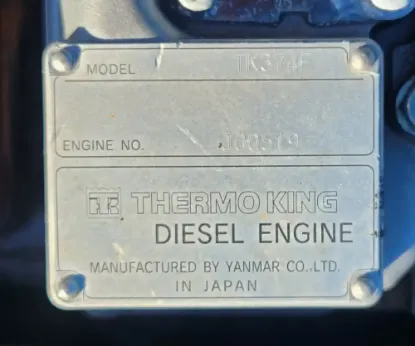 MODEL TK374F
ENGINE NO.
THERMO KING
DIESEL ENGINE
MANUFACTURED BY YANMAR CO.,LTD.
IN JAPAN